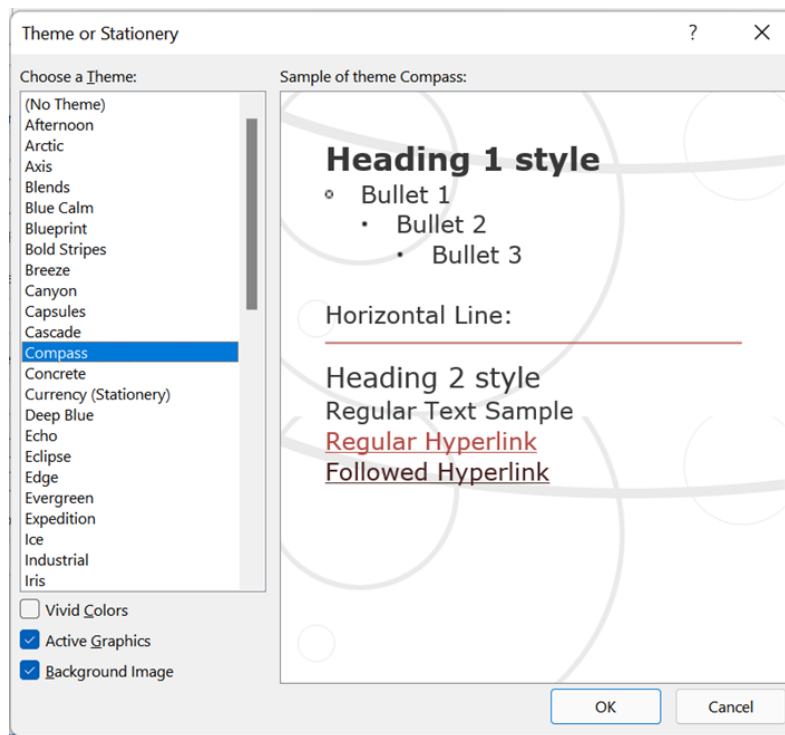 Theme or Stationery
?
Choose a Theme:
(No Theme)
Afternoon
Arctic
Axis
Blends
Blue Calm
Blueprint
Bold Stripes
Breeze
Canyon
Capsules
Cascade
Compass
Concrete
Currency (Stationery)
Deep Blue
Echo
Eclipse
Edge
Evergreen
Expedition
Ice
Industrial
Iris
Vivid Colors
Active Graphics
Background Image
Sample of theme Compass:
Heading 1 style
Bullet 1
Bullet 2
Bullet 3
Horizontal Line:
Heading 2 style
Regular Text Sample
Regular Hyperlink
Followed Hyperlink
OK
Cancel